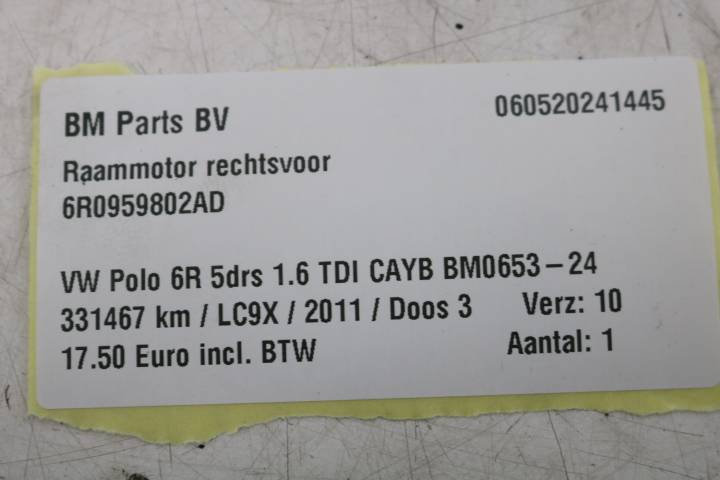 BM Parts BV 060520241445
Raammotor rechtsvoor
6R0959802AD
VW Polo 6R 5drs 1.6 TDI CAYB BM0653-24
331467 km / LC9X / 2011 / Doos 3 Verz: 10
17.50 Euro incl. BTW Aantal: 1